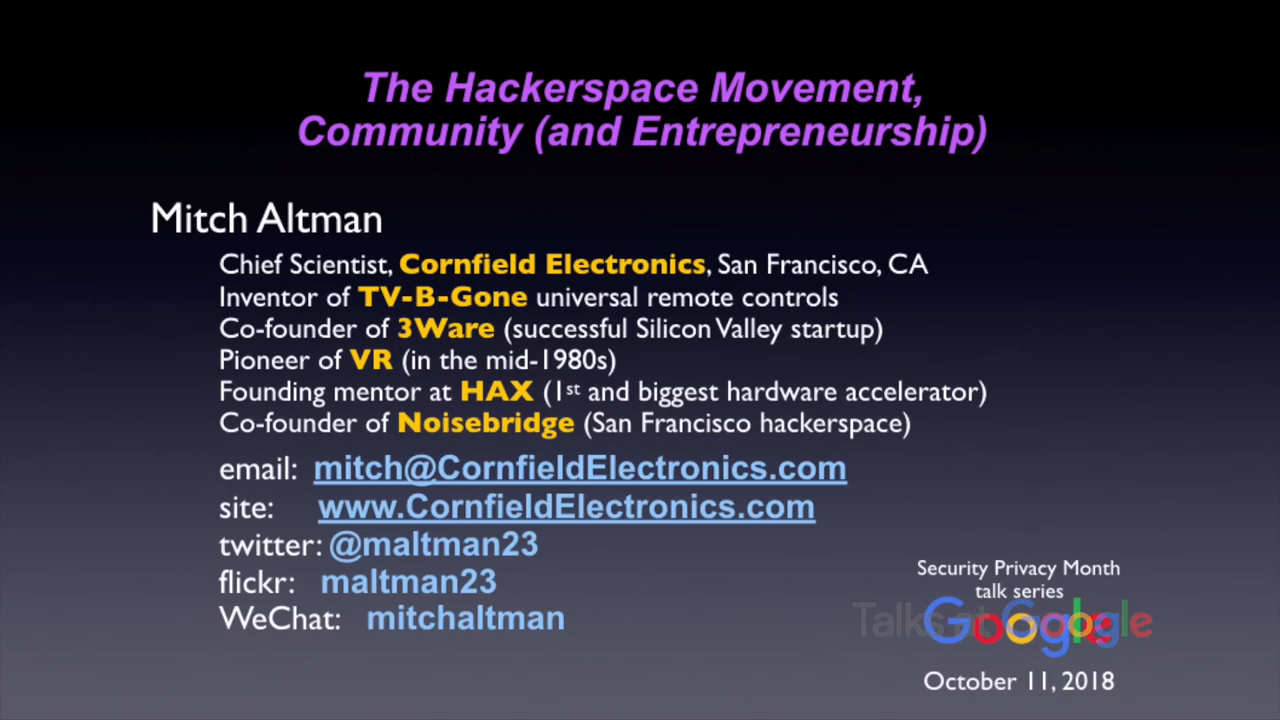 The Hackerspace Movement,
Community (and Entrepreneurship)
Mitch Altman
Chief Scientist, Cornfield Electronics, San Francisco, CA
Inventor of TV-B-Gone universal remote controls
Co-founder of 3Ware (successful Silicon Valley startup)
Pioneer of VR (in the mid-1980s)
Founding mentor at HAX (1st and biggest hardware accelerator)
Co-founder of Noisebridge (San Francisco hackerspace)
email: mitch@CornfieldElectronics.com
site: www.CornfieldElectronics.com
twitter: @maltman23
flickr: maltman23
WeChat: mitchaltman
Security Privacy Month
talk series
Talks at Google
Google
October 11, 2018